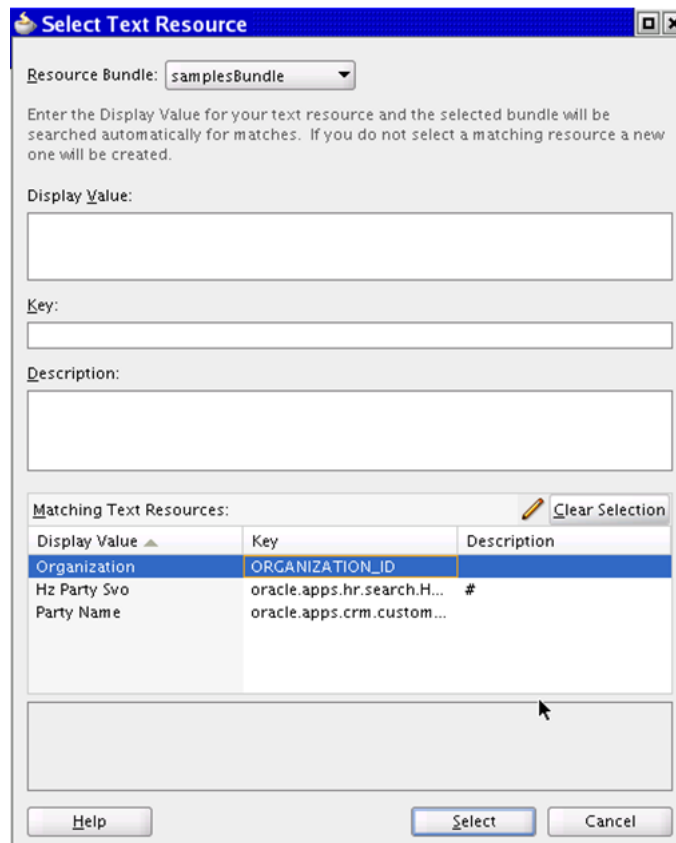 Select Text Resource
Resource Bundle: samplesBundle
Enter the Display Value for your text resource and the selected bundle will be
searched automatically for matches. If you do not select a matching resource a new
one will be created.
Display Value:
Key:
Description:
Matching Text Resources: Clear Selection
Display Value Key Description
Organization ORGANIZATION_ID
Hz Party Svo oracle.apps.hr.search.H... #
Party Name oracle.apps.crm.custom...
Help Select Cancel